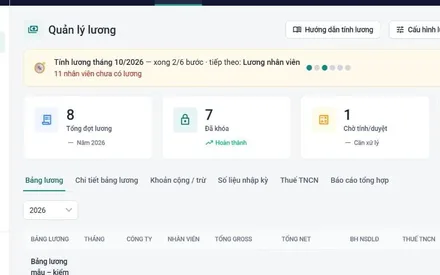 Quản lý lương
Hướng dẫn tính lương
Cấu hình
Tính lương tháng 10/2026 — xong 2/6 bước · tiếp theo: Lương nhân viên
11 nhân viên chưa có lương
8
Tổng đợt lương
— Năm 2026
7
Đã khóa
Hoàn thành
1
Chờ tính/duyệt
— Cần xử lý
Bảng lương Chi tiết bảng lương Khoản cộng / trừ Số liệu nhập kỳ Thuế TNCN Báo cáo tổng hợp
2026
BẢNG LƯƠNG THÁNG CÔNG TY NHÂN VIÊN TỔNG GROSS TỔNG NET BH NSDLĐ THUẾ TNCN
Bảng lương
mẫu – kiểm